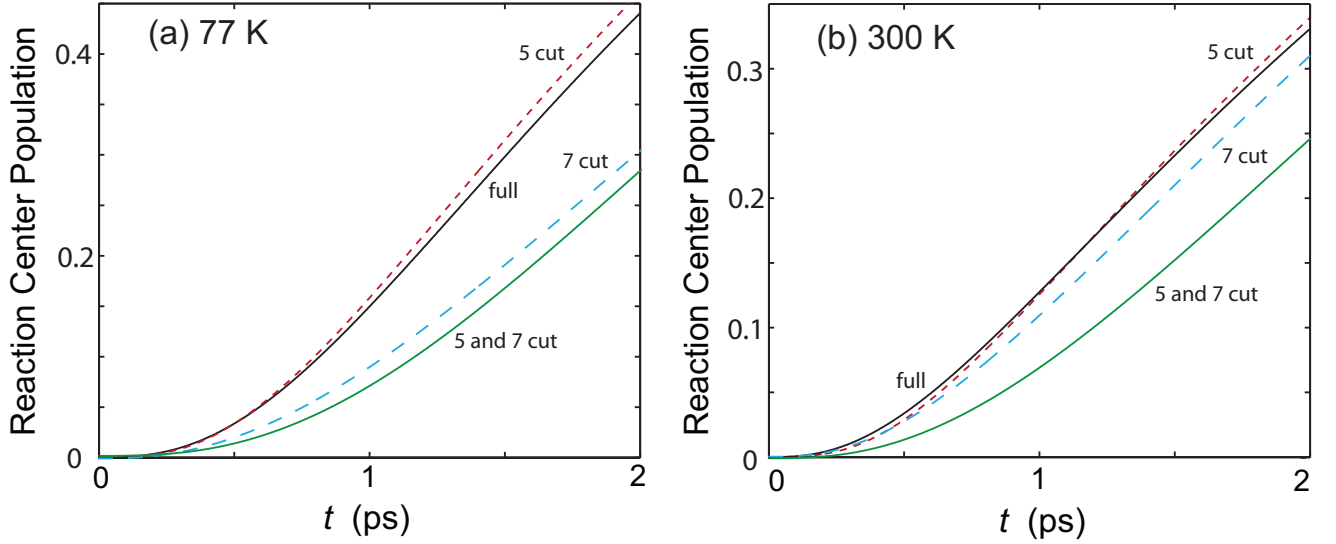 (a) 77 K
Reaction Center Population
0.4
0.2
0
5 cut
7 cut
full
5 and 7 cut
0
1
2
t (ps)
(b) 300 K
Reaction Center Population
0.3
0.2
0.1
0
5 cut
7 cut
5 and 7 cut
full
0
1
2
t (ps)